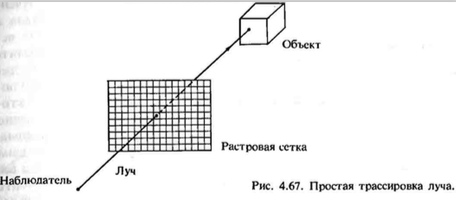 Объект
Растровая сетка
Луч
Наблюдатель
Рис. 4.67. Простая трассировка луча.